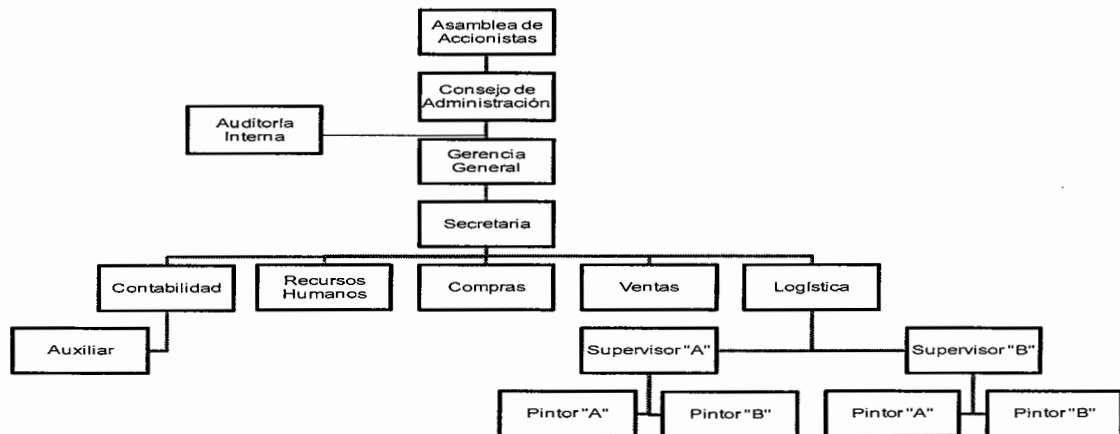 Asamblea de
Accionistas
Consejo de
Administración
Auditoría
Interna
Gerencia
General
Secretaria
Contabilidad
Recursos
Humanos
Compras
Ventas
Logística
Auxiliar
Supervisor "A"
Supervisor "B"
Pintor "A"
Pintor "B"
Pintor "A"
Pintor "B"